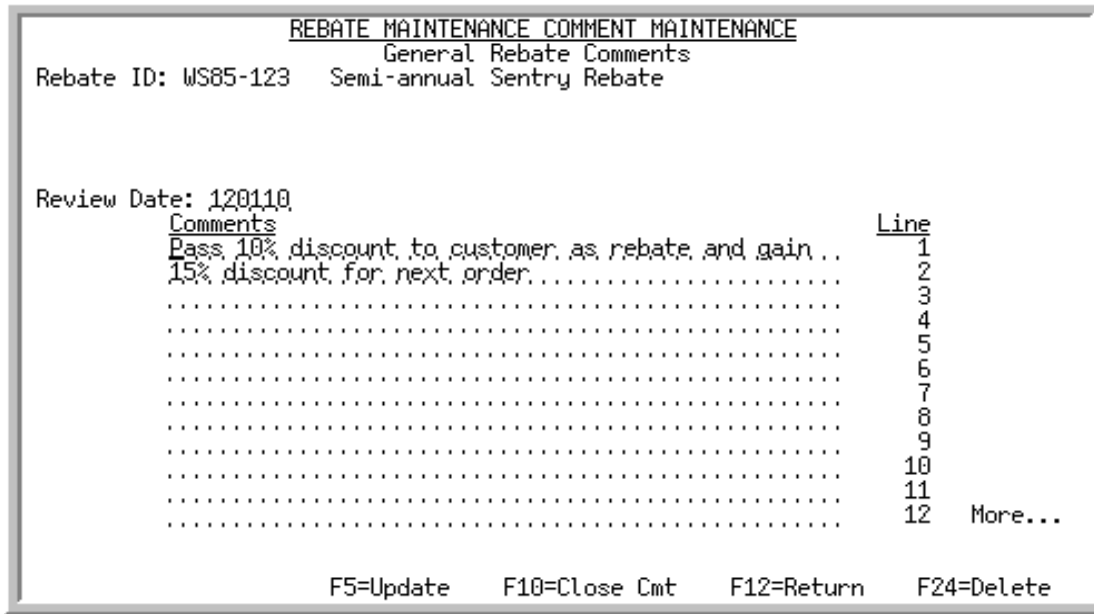 REBATE MAINTENANCE COMMENT MAINTENANCE
General Rebate Comments
Rebate ID: WS85-123 Semi-annual Sentry Rebate
Review Date: 120110
Comments Line
Pass 10% discount to customer as rebate and gain .. 1
15% discount for next order 2
3
4
5
6
7
8
9
10
11
12 More...
F5=Update F10=Close Cmt F12=Return F24=Delete